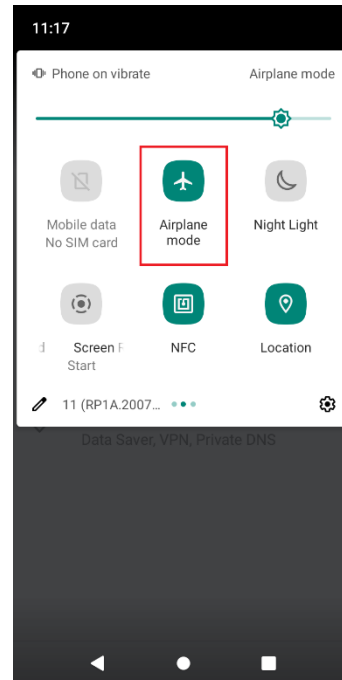 11:17
Phone on vibrate Airplane mode
Mobile data
No SIM card
Airplane
mode
Night Light
d Screen R
Start
NFC
Location
11 (RP1A.2007...
Data Saver, VPN, Private DNS